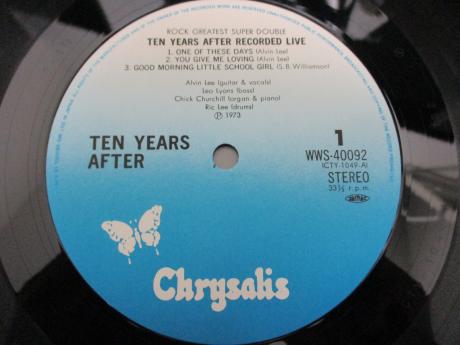 ROCK GREATEST SUPER DOUBLE
TEN YEARS AFTER RECORDED LIVE
1. ONE OF THESE DAYS (Alvin Lee)
2. YOU GIVE ME LOVING (Alvin Lee)
3. GOOD MORNING LITTLE SCHOOL GIRL (S.B. Williamson)
Alvin Lee (guitar & vocals)
Leo Lyons (bass)
Chick Churchill (organ & piano)
Ric Lee (drums)
Ⓟ 1973
TEN YEARS
AFTER
1
WWS-40092
(CTY-1049-A)
STEREO
33⅓ r.p.m.
Chrysalis